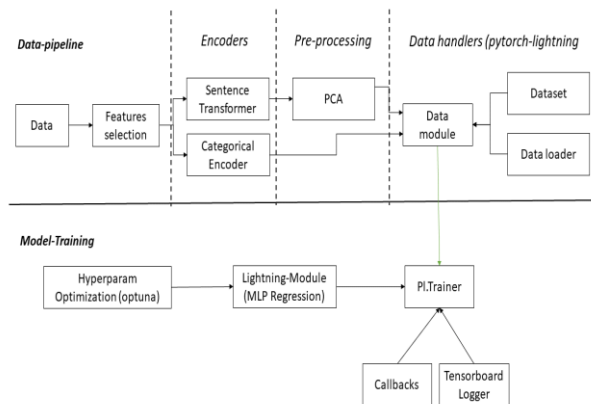 Data-pipeline
Encoders
Pre-processing
Data handlers (pytorch-lightning
Data
Features
selection
Sentence
Transformer
PCA
Categorical
Encoder
Data
module
Dataset
Data loader
Model-Training
Hyperparam
Optimization (optuna)
Lightning-Module
(MLP Regression)
Pl.Trainer
Callbacks
Tensorboard
Logger